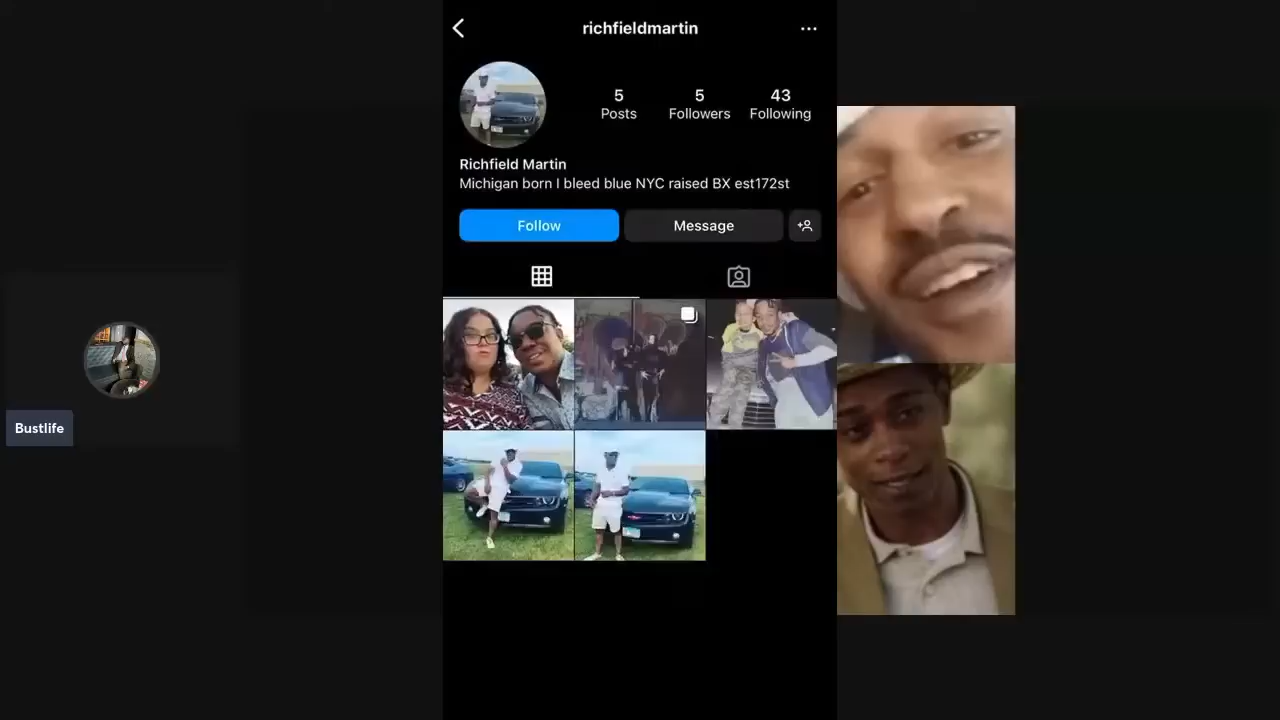 richfieldmartin
5
Posts
5
Followers
43
Following
Richfield Martin
Michigan born I bleed blue NYC raised BX est172st
Follow
Message
Bustlife